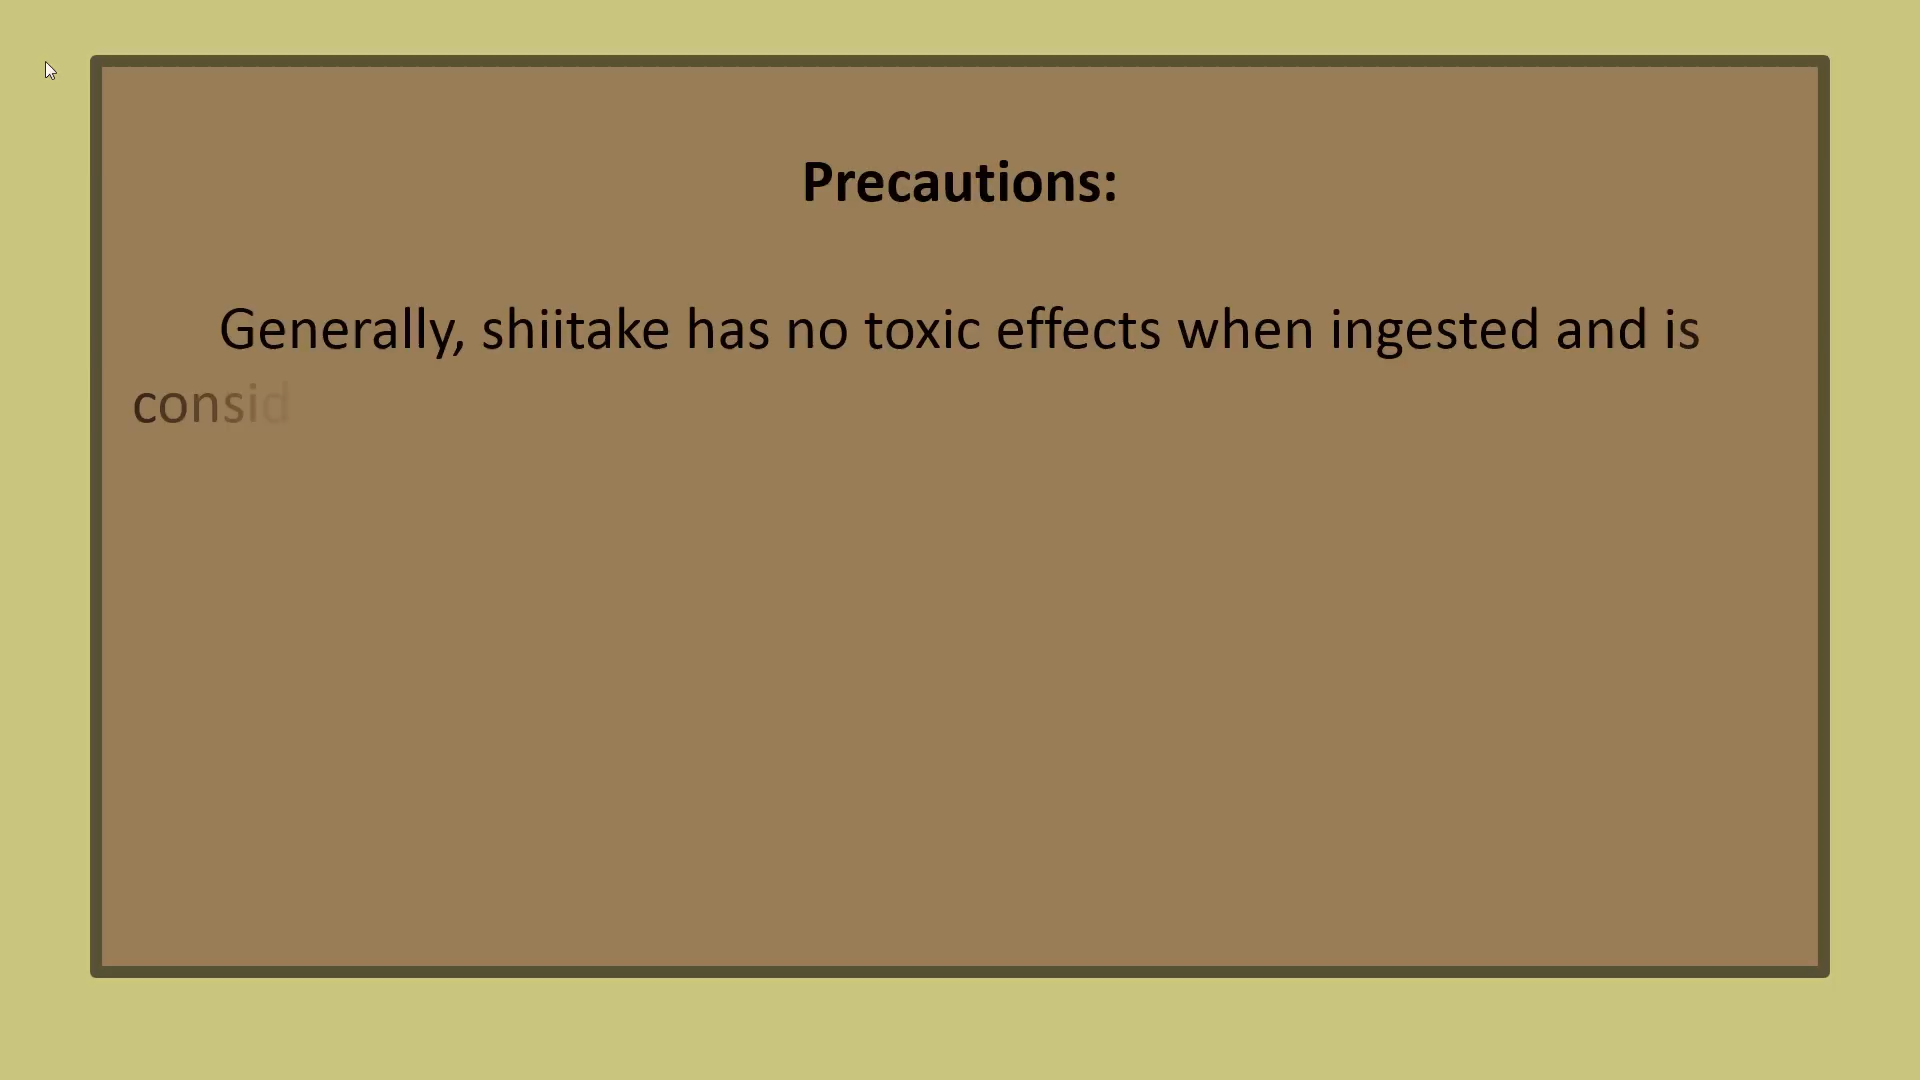 Precautions:
Generally, shiitake has no toxic effects when ingested and is
consid